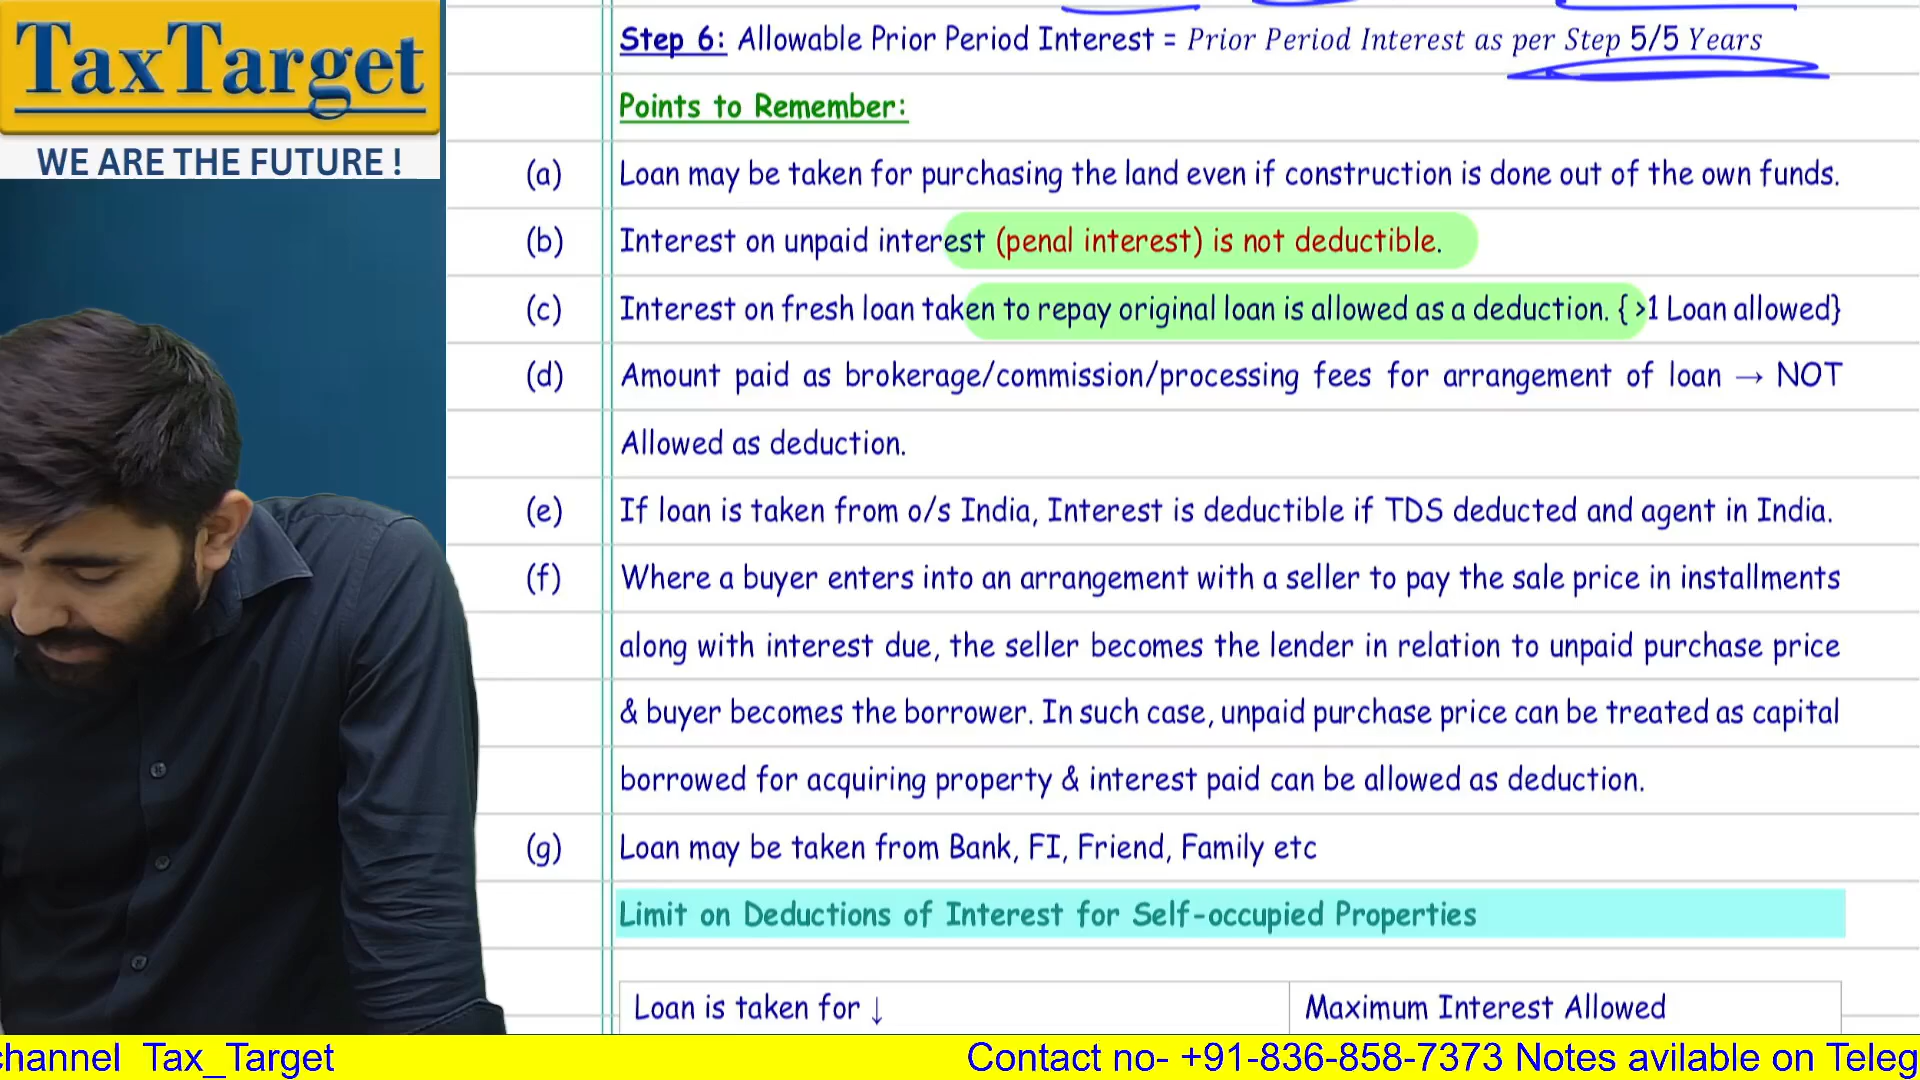 TaxTarget
WE ARE THE FUTURE !
Step 6: Allowable Prior Period Interest = Prior Period Interest as per Step 5/5 Years
Points to Remember:
(a) Loan may be taken for purchasing the land even if construction is done out of the own funds.
(b) Interest on unpaid interest (penal interest) is not deductible.
(c) Interest on fresh loan taken to repay original loan is allowed as a deduction. { >1 Loan allowed}
(d) Amount paid as brokerage/commission/processing fees for arrangement of loan → NOT
Allowed as deduction.
(e) If loan is taken from o/s India, Interest is deductible if TDS deducted and agent in India.
(f) Where a buyer enters into an arrangement with a seller to pay the sale price in installments
along with interest due, the seller becomes the lender in relation to unpaid purchase price
& buyer becomes the borrower. In such case, unpaid purchase price can be treated as capital
borrowed for acquiring property & interest paid can be allowed as deduction.
(g) Loan may be taken from Bank, FI, Friend, Family etc
Limit on Deductions of Interest for Self-occupied Properties
Loan is taken for ↓ Maximum Interest Allowed
channel Tax_Target Contact no- +91-836-858-7373 Notes avilable on Teleg